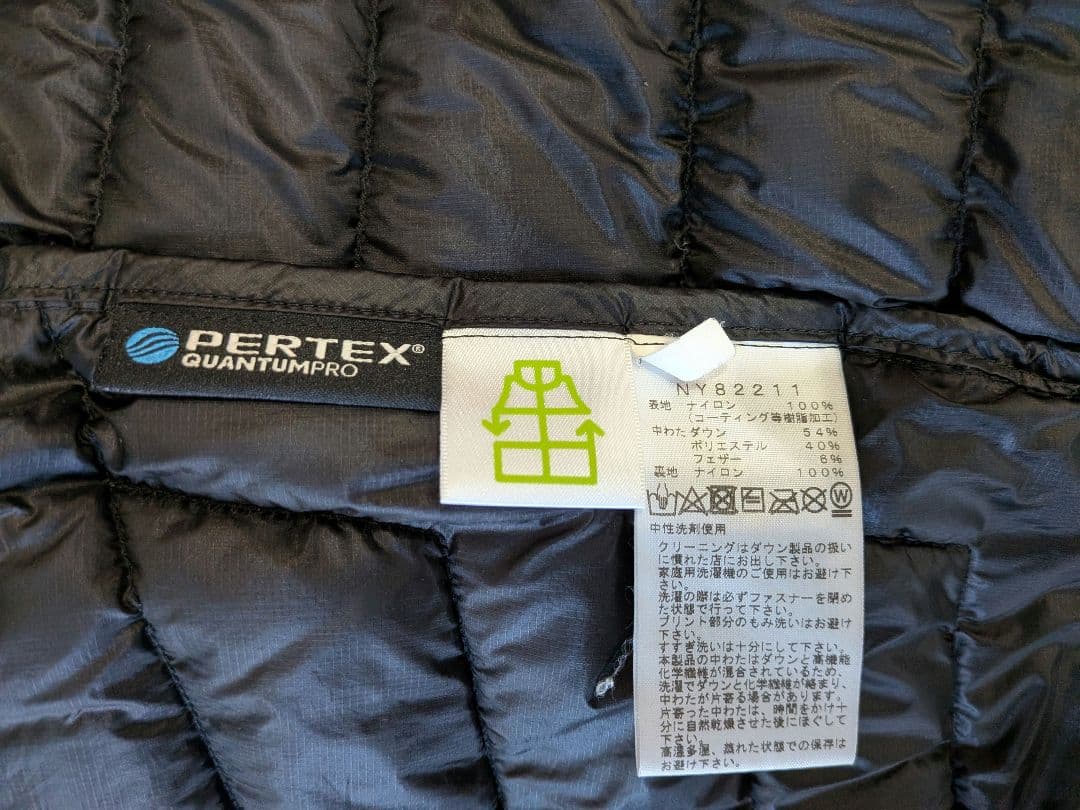 PERTEX®
QUANTUMPRO
NY82211
表地 ナイロン 100%
(コーティング等樹脂加工)
中わた ダウン 54%
ポリエステル 40%
フェザー 6%
裏地 ナイロン 100%
W
中性洗剤使用
クリーニングはダウン製品の扱い
に慣れた店にお出し下さい。
家庭用洗濯機のご使用はお避け下
さい。
洗濯の際は必ずファスナーを閉め
た状態で行って下さい。
プリント部分のもみ洗いはお避け
下さい。
すすぎ洗いは十分にして下さい。
本製品の中わたはダウンと高機能
化学繊維が混合されているため、
洗濯でダウンと化学繊維が絡まり、
中わたが片寄る場合があります。
片寄った中わたは、時間をかけ十
分に自然乾燥させた後にほぐして
下さい。
高温多屋、蒸れた状態での保存は
お避け下さい。